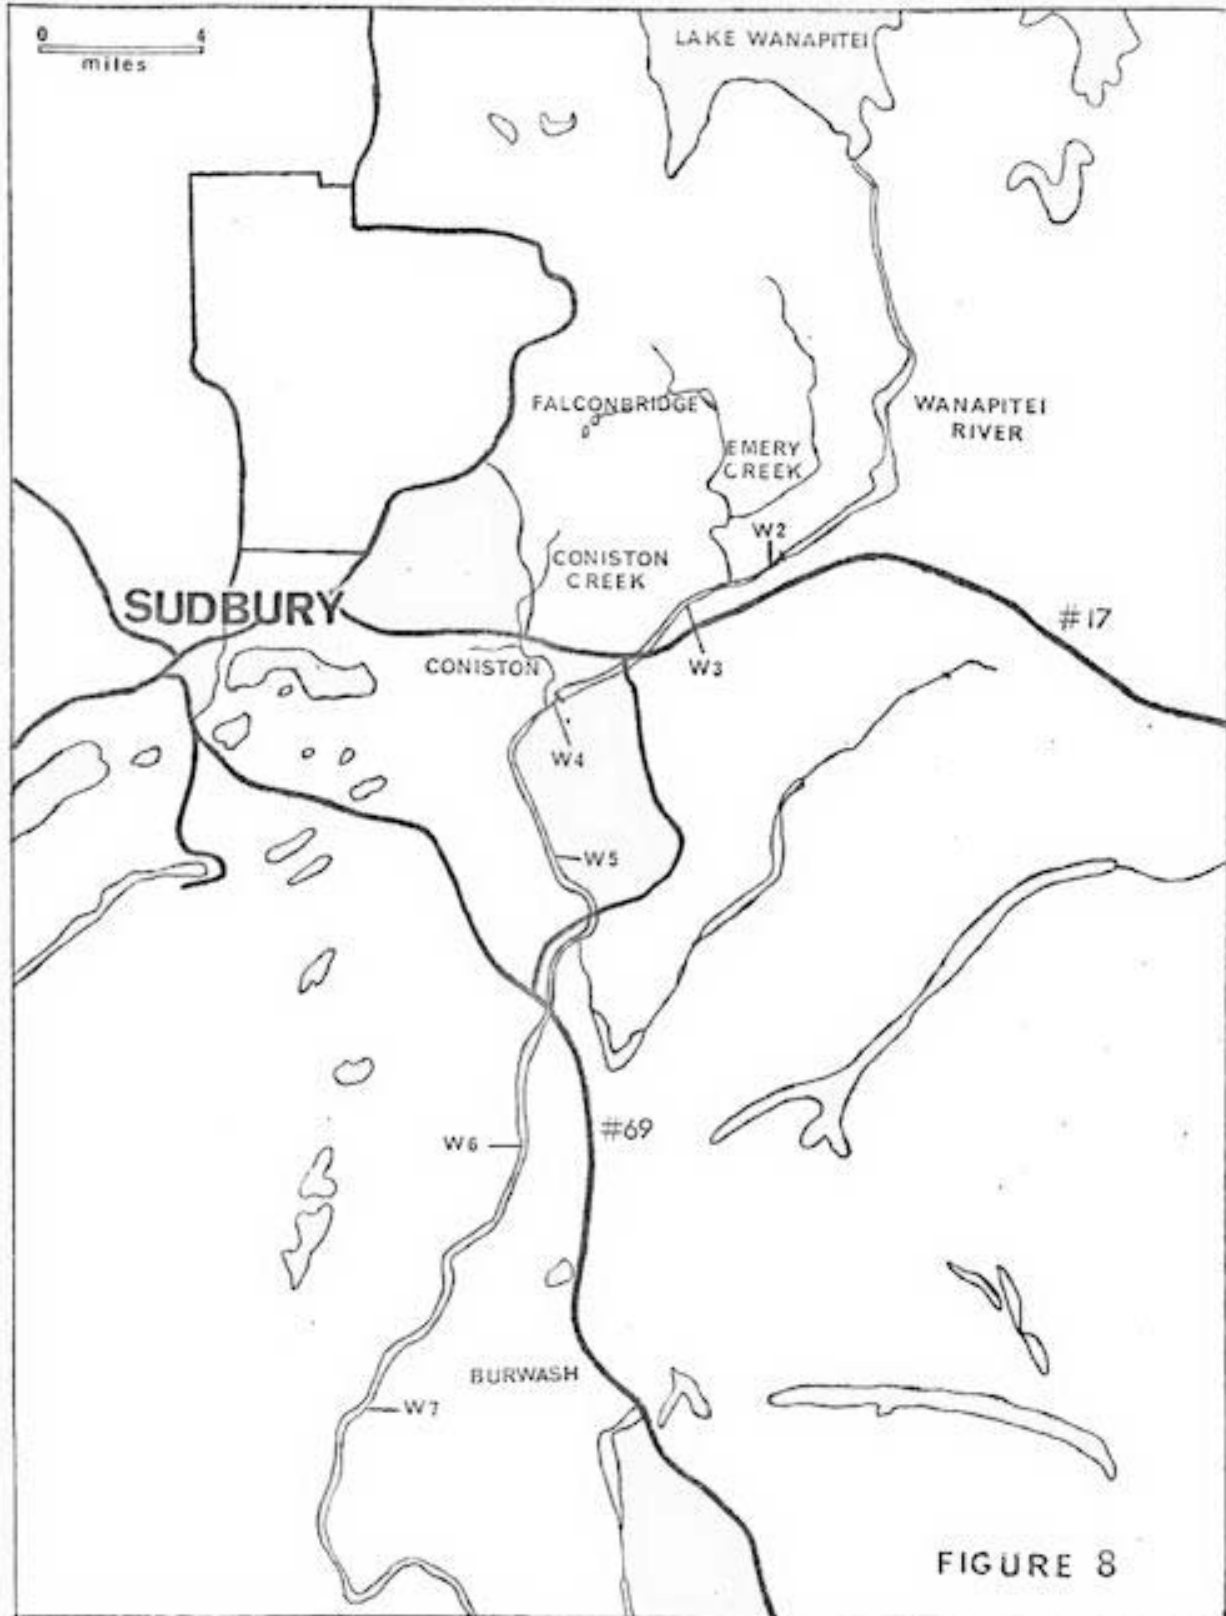 0 4
miles
LAKE WANAPITEI
FALCONBRIDGE
WANAPITEI
RIVER
EMERY
CREEK
W2
CONISTON
CREEK
SUDBURY
#17
CONISTON
W3
W4
W5
W6
#69
BURWASH
W7
FIGURE 8